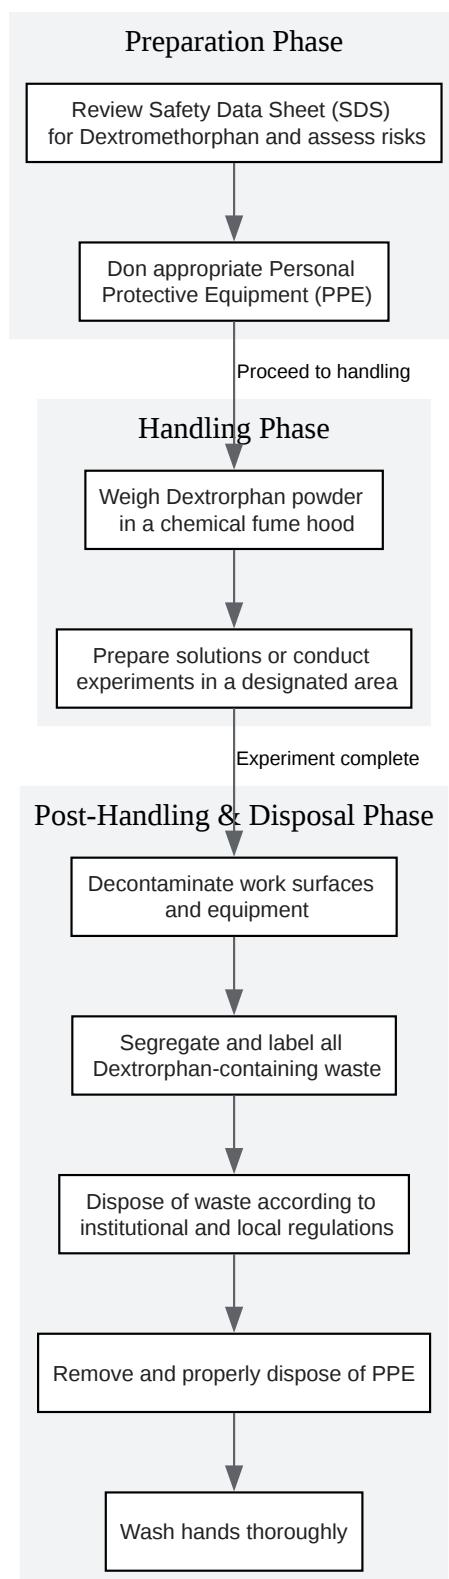 Preparation Phase
Review Safety Data Sheet (SDS)
for Dextromethorphan and assess risks
Don appropriate Personal
Protective Equipment (PPE)
Proceed to handling
Handling Phase
Weigh Dextrorphan powder
in a chemical fume hood
Prepare solutions or conduct
experiments in a designated area
Experiment complete
Post-Handling & Disposal Phase
Decontaminate work surfaces
and equipment
Segregate and label all
Dextrorphan-containing waste
Dispose of waste according to
institutional and local regulations
Remove and properly dispose of PPE
Wash hands thoroughly